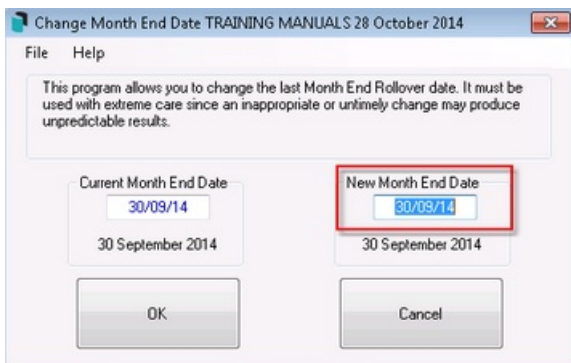 Change Month End Date TRAINING MANUALS 28 October 2014
File Help
This program allows you to change the last Month End Rollover date. It must be
used with extreme care since an inappropriate or untimely change may produce
unpredictable results.
Current Month End Date New Month End Date
30/09/14 30/09/14
30 September 2014 30 September 2014
OK Cancel